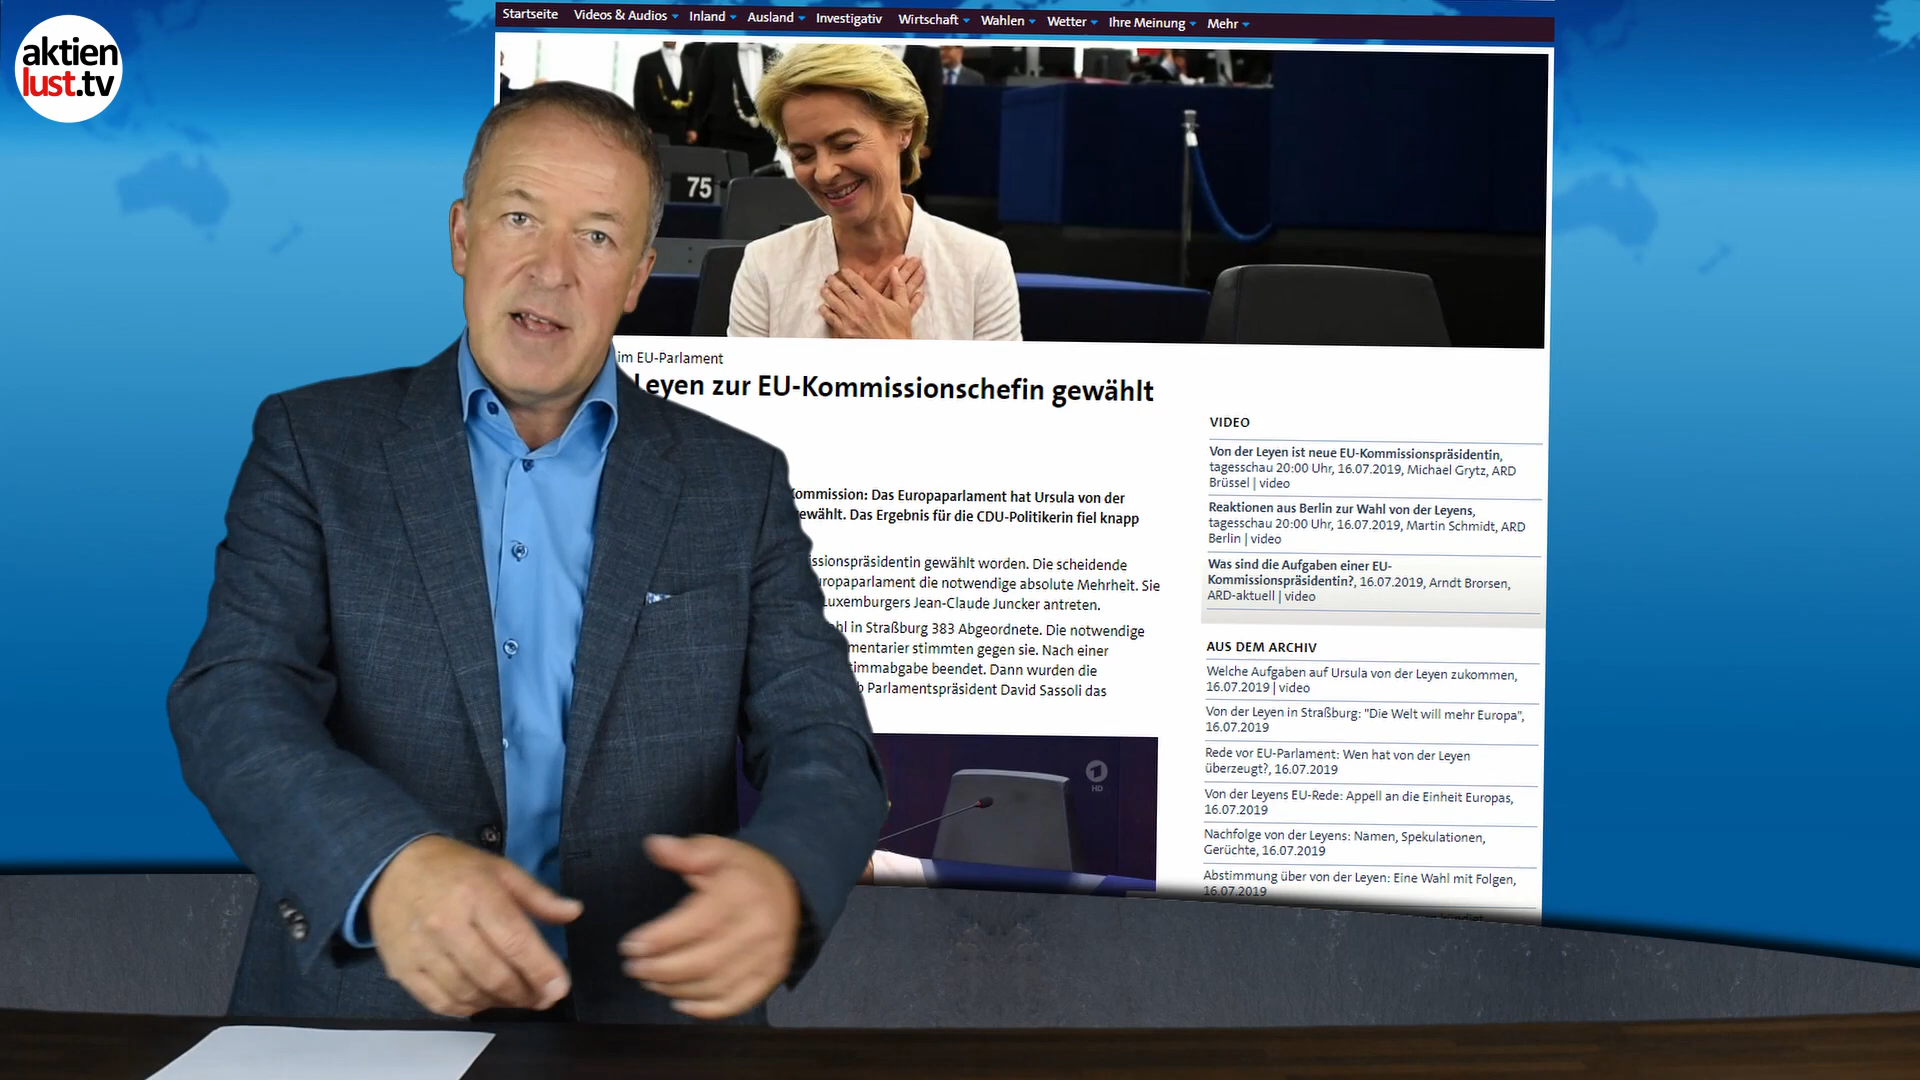 aktien
lust.tv
Startseite Videos & Audios Inland Ausland Investigativ Wirtschaft Wahlen Wetter Ihre Meinung Mehr
75
im EU-Parlament
Leyen zur EU-Kommissionschefin gewählt
Kommission: Das Europaparlament hat Ursula von der
gewählt. Das Ergebnis für die CDU-Politikerin fiel knapp
issionspräsidentin gewählt worden. Die scheidende
uropaparlament die notwendige absolute Mehrheit. Sie
Luxemburgers Jean-Claude Juncker antreten.
hl in Straßburg 383 Abgeordnete. Die notwendige
mentarier stimmten gegen sie. Nach einer
timmabgabe beendet. Dann wurden die
b Parlamentspräsident David Sassoli das
1
HD
VIDEO
Von der Leyen ist neue EU-Kommissionspräsidentin,
tagesschau 20:00 Uhr, 16.07.2019, Michael Grytz, ARD
Brüssel | video
Reaktionen aus Berlin zur Wahl von der Leyens,
tagesschau 20:00 Uhr, 16.07.2019, Martin Schmidt, ARD
Berlin | video
Was sind die Aufgaben einer EU-
Kommissionspräsidentin?, 16.07.2019, Arndt Brorsen,
ARD-aktuell | video
AUS DEM ARCHIV
Welche Aufgaben auf Ursula von der Leyen zukommen,
16.07.2019 | video
Von der Leyen in Straßburg: "Die Welt will mehr Europa",
16.07.2019
Rede vor EU-Parlament: Wen hat von der Leyen
überzeugt?, 16.07.2019
Von der Leyens EU-Rede: Appell an die Einheit Europas,
16.07.2019
Nachfolge von der Leyens: Namen, Spekulationen,
Gerüchte, 16.07.2019
Abstimmung über von der Leyen: Eine Wahl mit Folgen,
16.07.2019